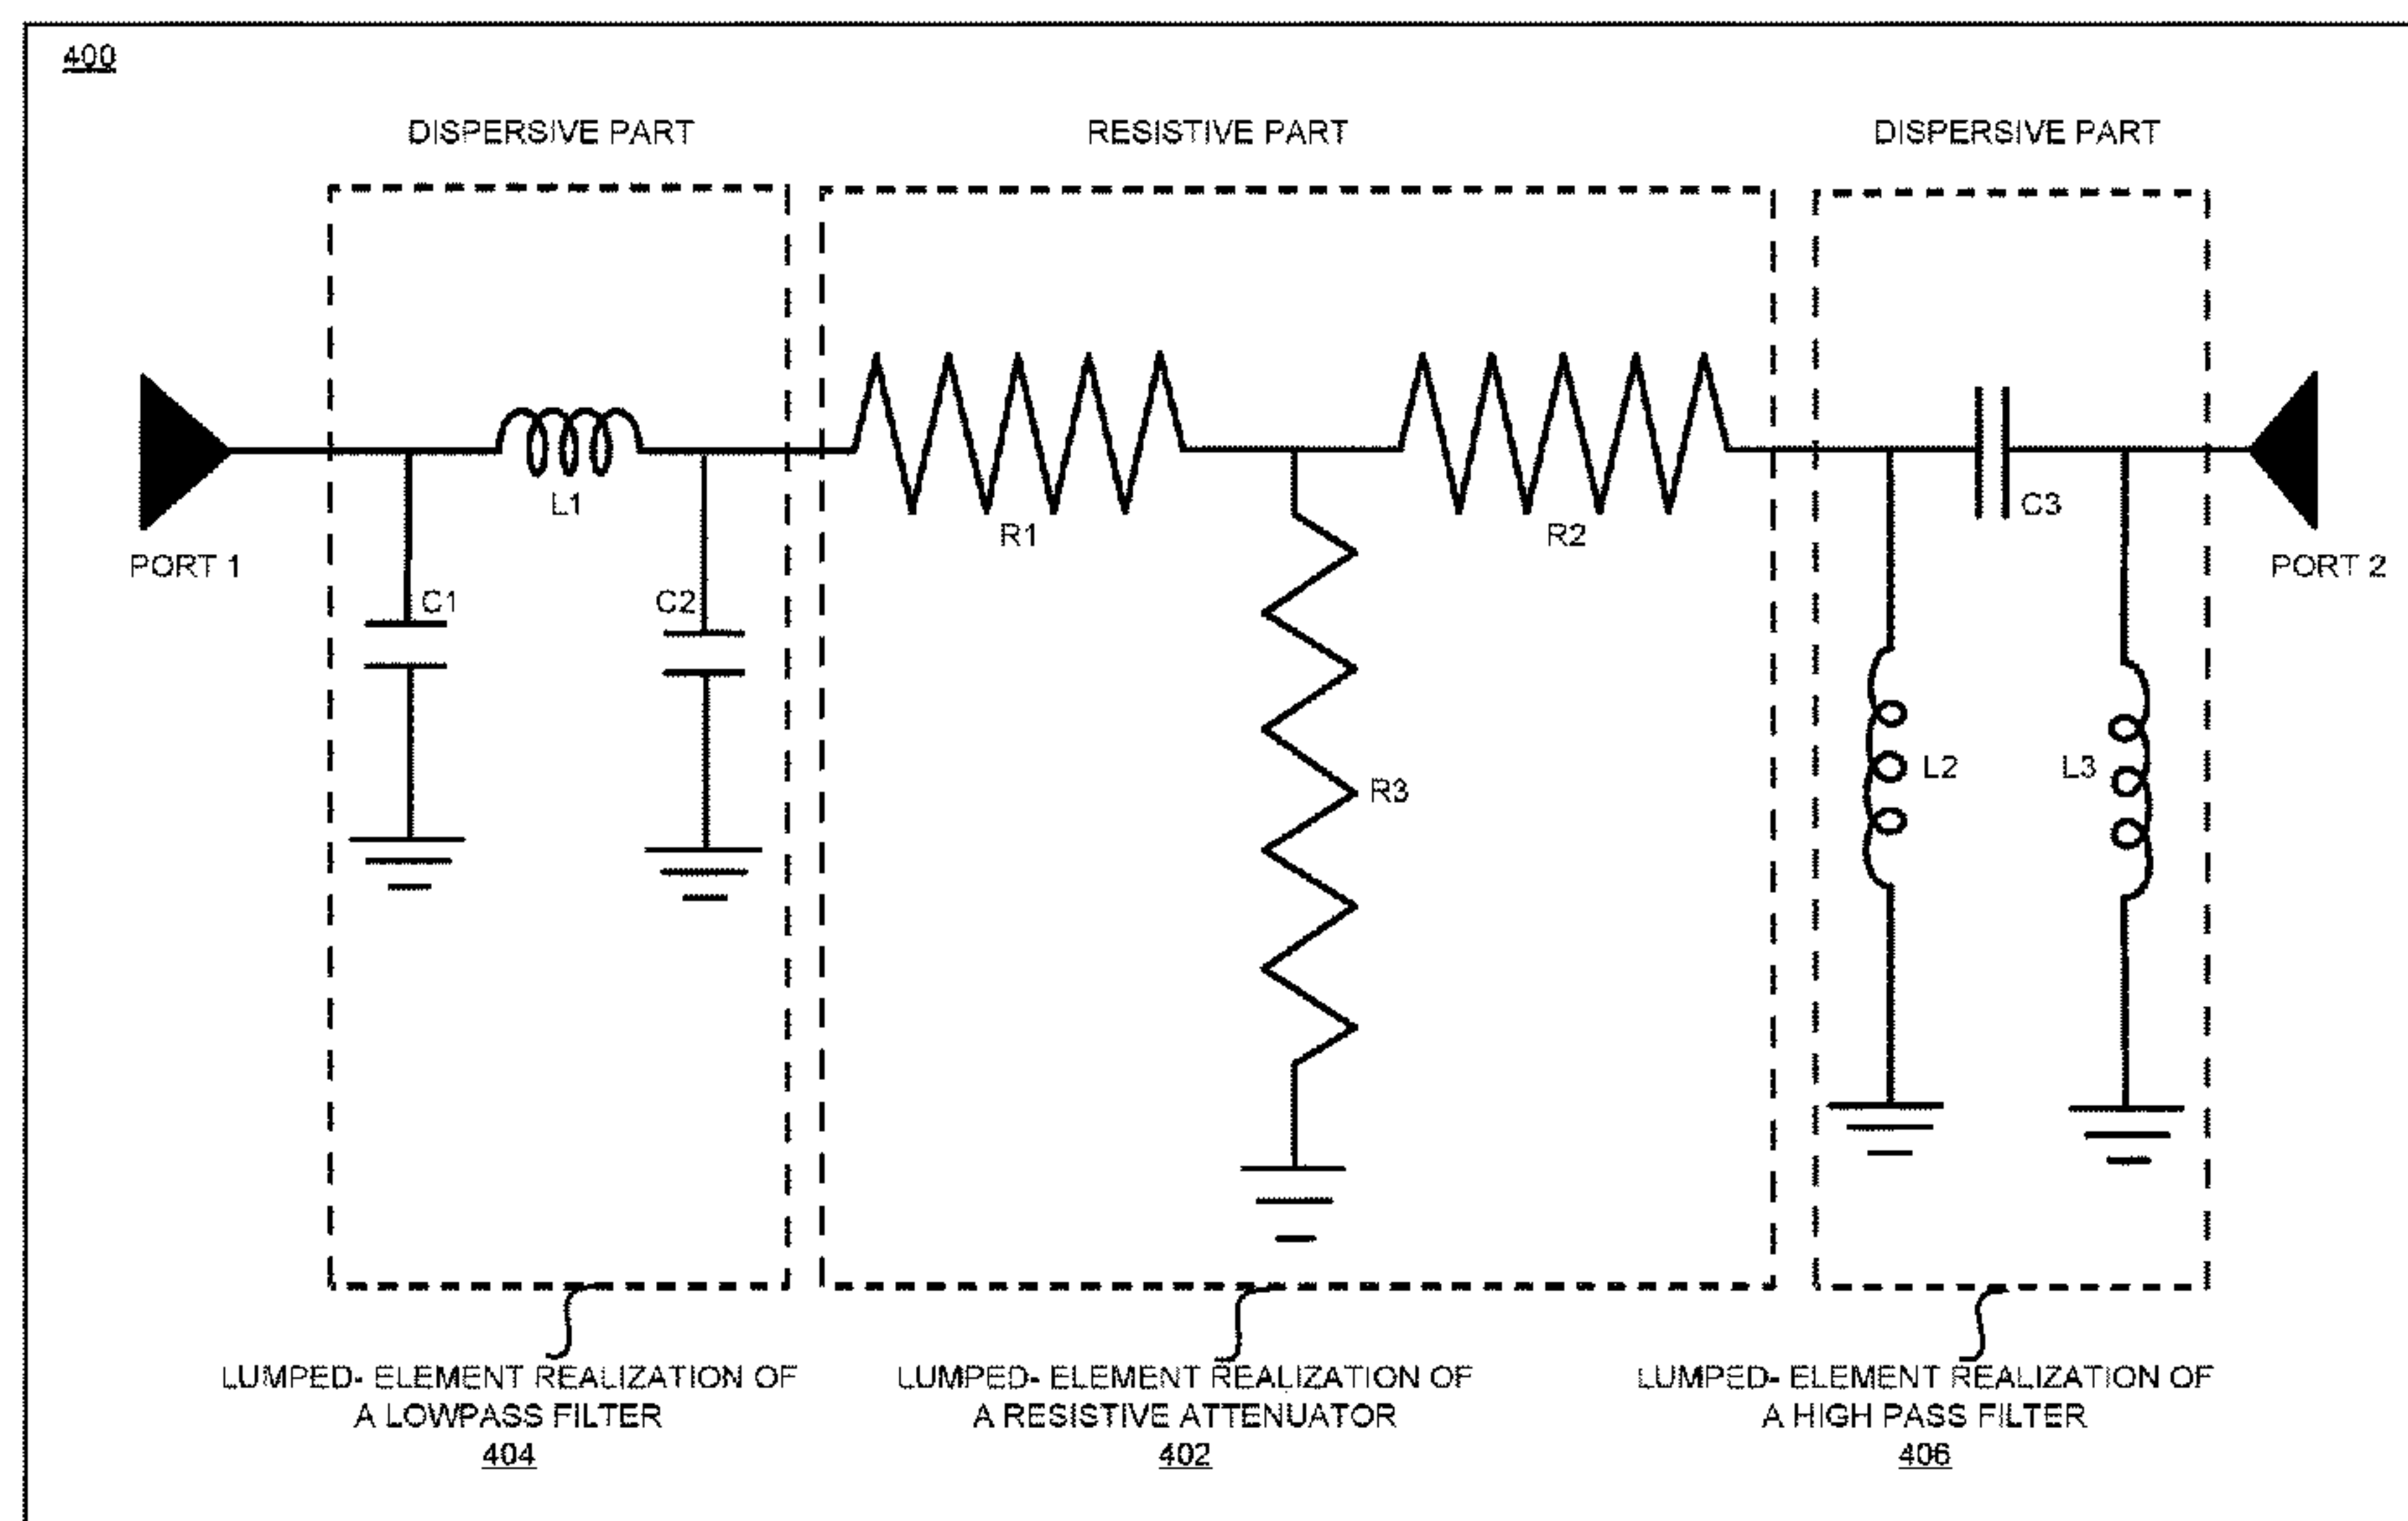 400
DISPERSIVE PART
RESISTIVE PART
DISPERSIVE PART
L1
R1
R2
C3
PORT 1
PORT 2
C1
C2
L2
L3
R3
LUMPED- ELEMENT REALIZATION OF
A LOWPASS FILTER
404
LUMPED- ELEMENT REALIZATION OF
A RESISTIVE ATTENUATOR
402
LUMPED- ELEMENT REALIZATION OF
A HIGH PASS FILTER
406